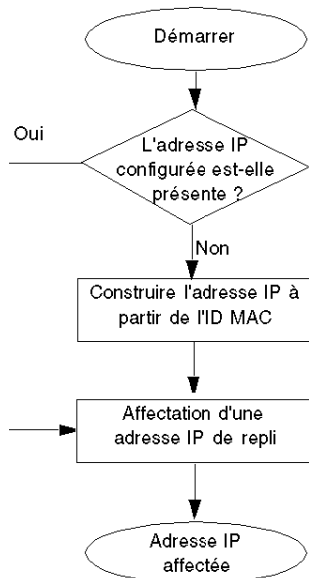 Démarrer
Oui
L'adresse IP
configurée est-elle
présente ?
Non
Construire l'adresse IP à
partir de l'ID MAC
Affectation d'une
adresse IP de repli
Adresse IP
affectée